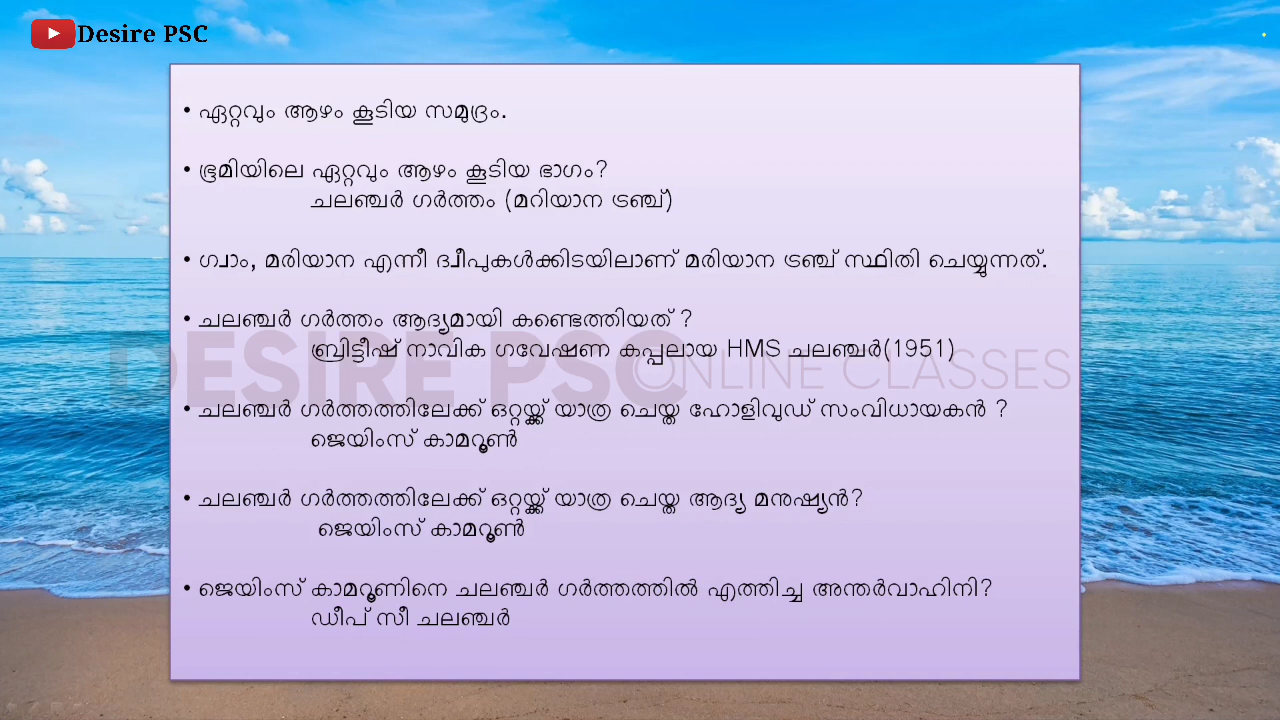 Desire PSC
• ഏറ്റവും ആഴം കൂടിയ സമുദ്രം.
• ഭൂമിയിലെ ഏറ്റവും ആഴം കൂടിയ ഭാഗം?
ചലഞ്ചർ ഗർത്തം (മറിയാന ട്രഞ്ച്)
• ഗ്വാം, മരിയാന എന്നീ ദ്വീപുകൾക്കിടയിലാണ് മരിയാന ട്രഞ്ച് സ്ഥിതി ചെയ്യുന്നത്.
• ചലഞ്ചർ ഗർത്തം ആദ്യമായി കണ്ടെത്തിയത് ?
ബ്രിട്ടീഷ് നാവിക ഗവേഷണ കപ്പലായ HMS ചലഞ്ചർ(1951)
DESIRE PSC ONLINE CLASSES
• ചലഞ്ചർ ഗർത്തത്തിലേക്ക് ഒറ്റയ്ക്ക് യാത്ര ചെയ്ത ഹോളിവുഡ് സംവിധായകൻ ?
ജെയിംസ് കാമറൂൺ
• ചലഞ്ചർ ഗർത്തത്തിലേക്ക് ഒറ്റയ്ക്ക് യാത്ര ചെയ്ത ആദ്യ മനുഷ്യൻ?
ജെയിംസ് കാമറൂൺ
• ജെയിംസ് കാമറൂണിനെ ചലഞ്ചർ ഗർത്തത്തിൽ എത്തിച്ച അന്തർവാഹിനി?
ഡീപ് സീ ചലഞ്ചർ